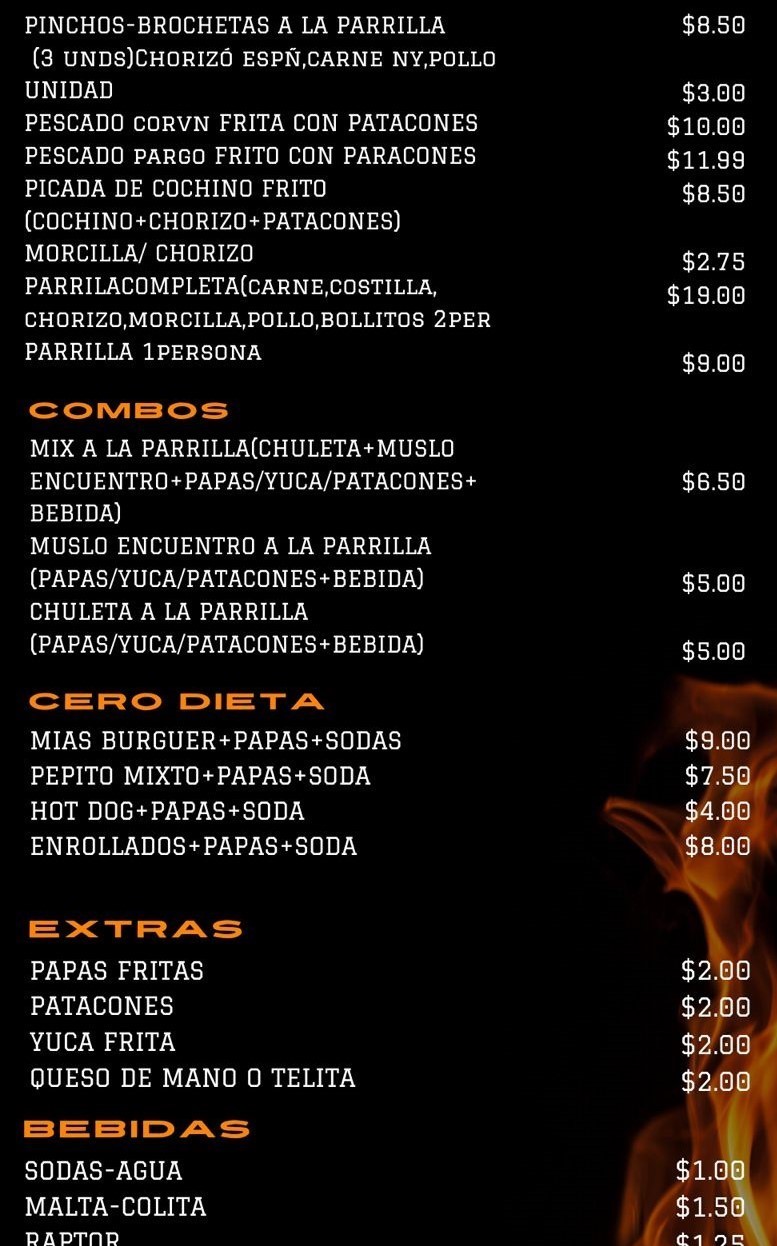 PINCHOS-BROCHETAS A LA PARRILLA $8.50
(3 UNDS)CHORIZÓ ESPÑ,CARNE NY,POLLO
UNIDAD $3.00
PESCADO CORVN FRITA CON PATACONES $10.00
PESCADO PARGO FRITO CON PARACONES $11.99
PICADA DE COCHINO FRITO $8.50
(COCHINO+CHORIZO+PATACONES)
MORCILLA/ CHORIZO $2.75
PARRILACOMPLETA(CARNE,COSTILLA, $19.00
CHORIZO,MORCILLA,POLLO,BOLLITOS 2PER
PARRILLA 1PERSONA $9.00
COMBOS
MIX A LA PARRILLA(CHULETA+MUSLO
ENCUENTRO+PAPAS/YUCA/PATACONES+ $6.50
BEBIDA)
MUSLO ENCUENTRO A LA PARRILLA
(PAPAS/YUCA/PATACONES+BEBIDA) $5.00
CHULETA A LA PARRILLA
(PAPAS/YUCA/PATACONES+BEBIDA) $5.00
CERO DIETA
MIAS BURGUER+PAPAS+SODAS $9.00
PEPITO MIXTO+PAPAS+SODA $7.50
HOT DOG+PAPAS+SODA $4.00
ENROLLADOS+PAPAS+SODA $8.00
EXTRAS
PAPAS FRITAS $2.00
PATACONES $2.00
YUCA FRITA $2.00
QUESO DE MANO O TELITA $2.00
BEBIDAS
SODAS-AGUA $1.00
MALTA-COLITA $1.50
RAPTOR $1.25